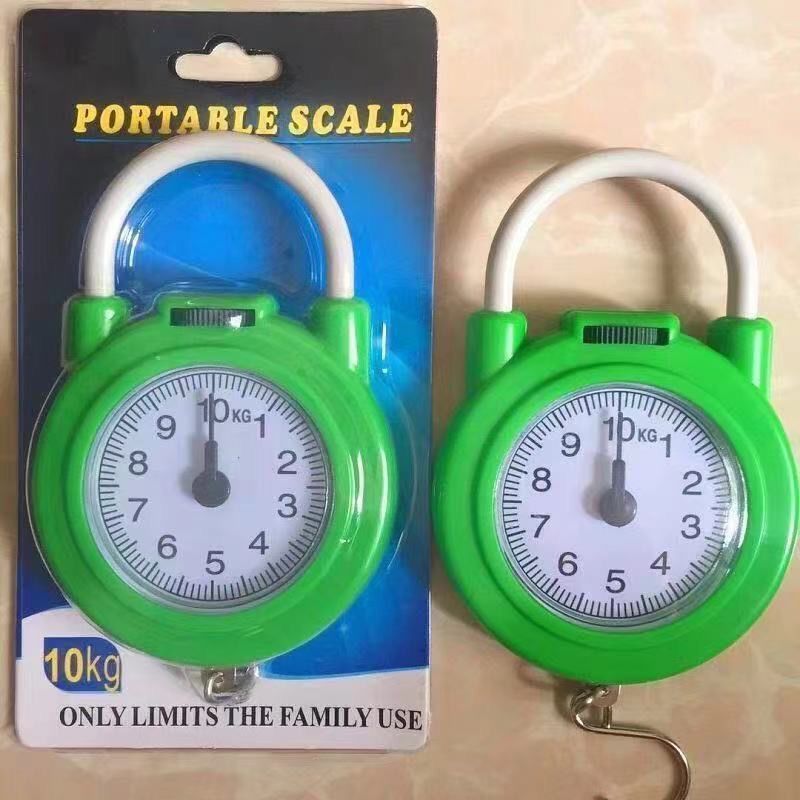 PORTABLE SCALE
10KG 1 2 3 4 5 6 7 8 9
10kg
ONLY LIMITS THE FAMILY USE
10KG 1 2 3 4 5 6 7 8 9